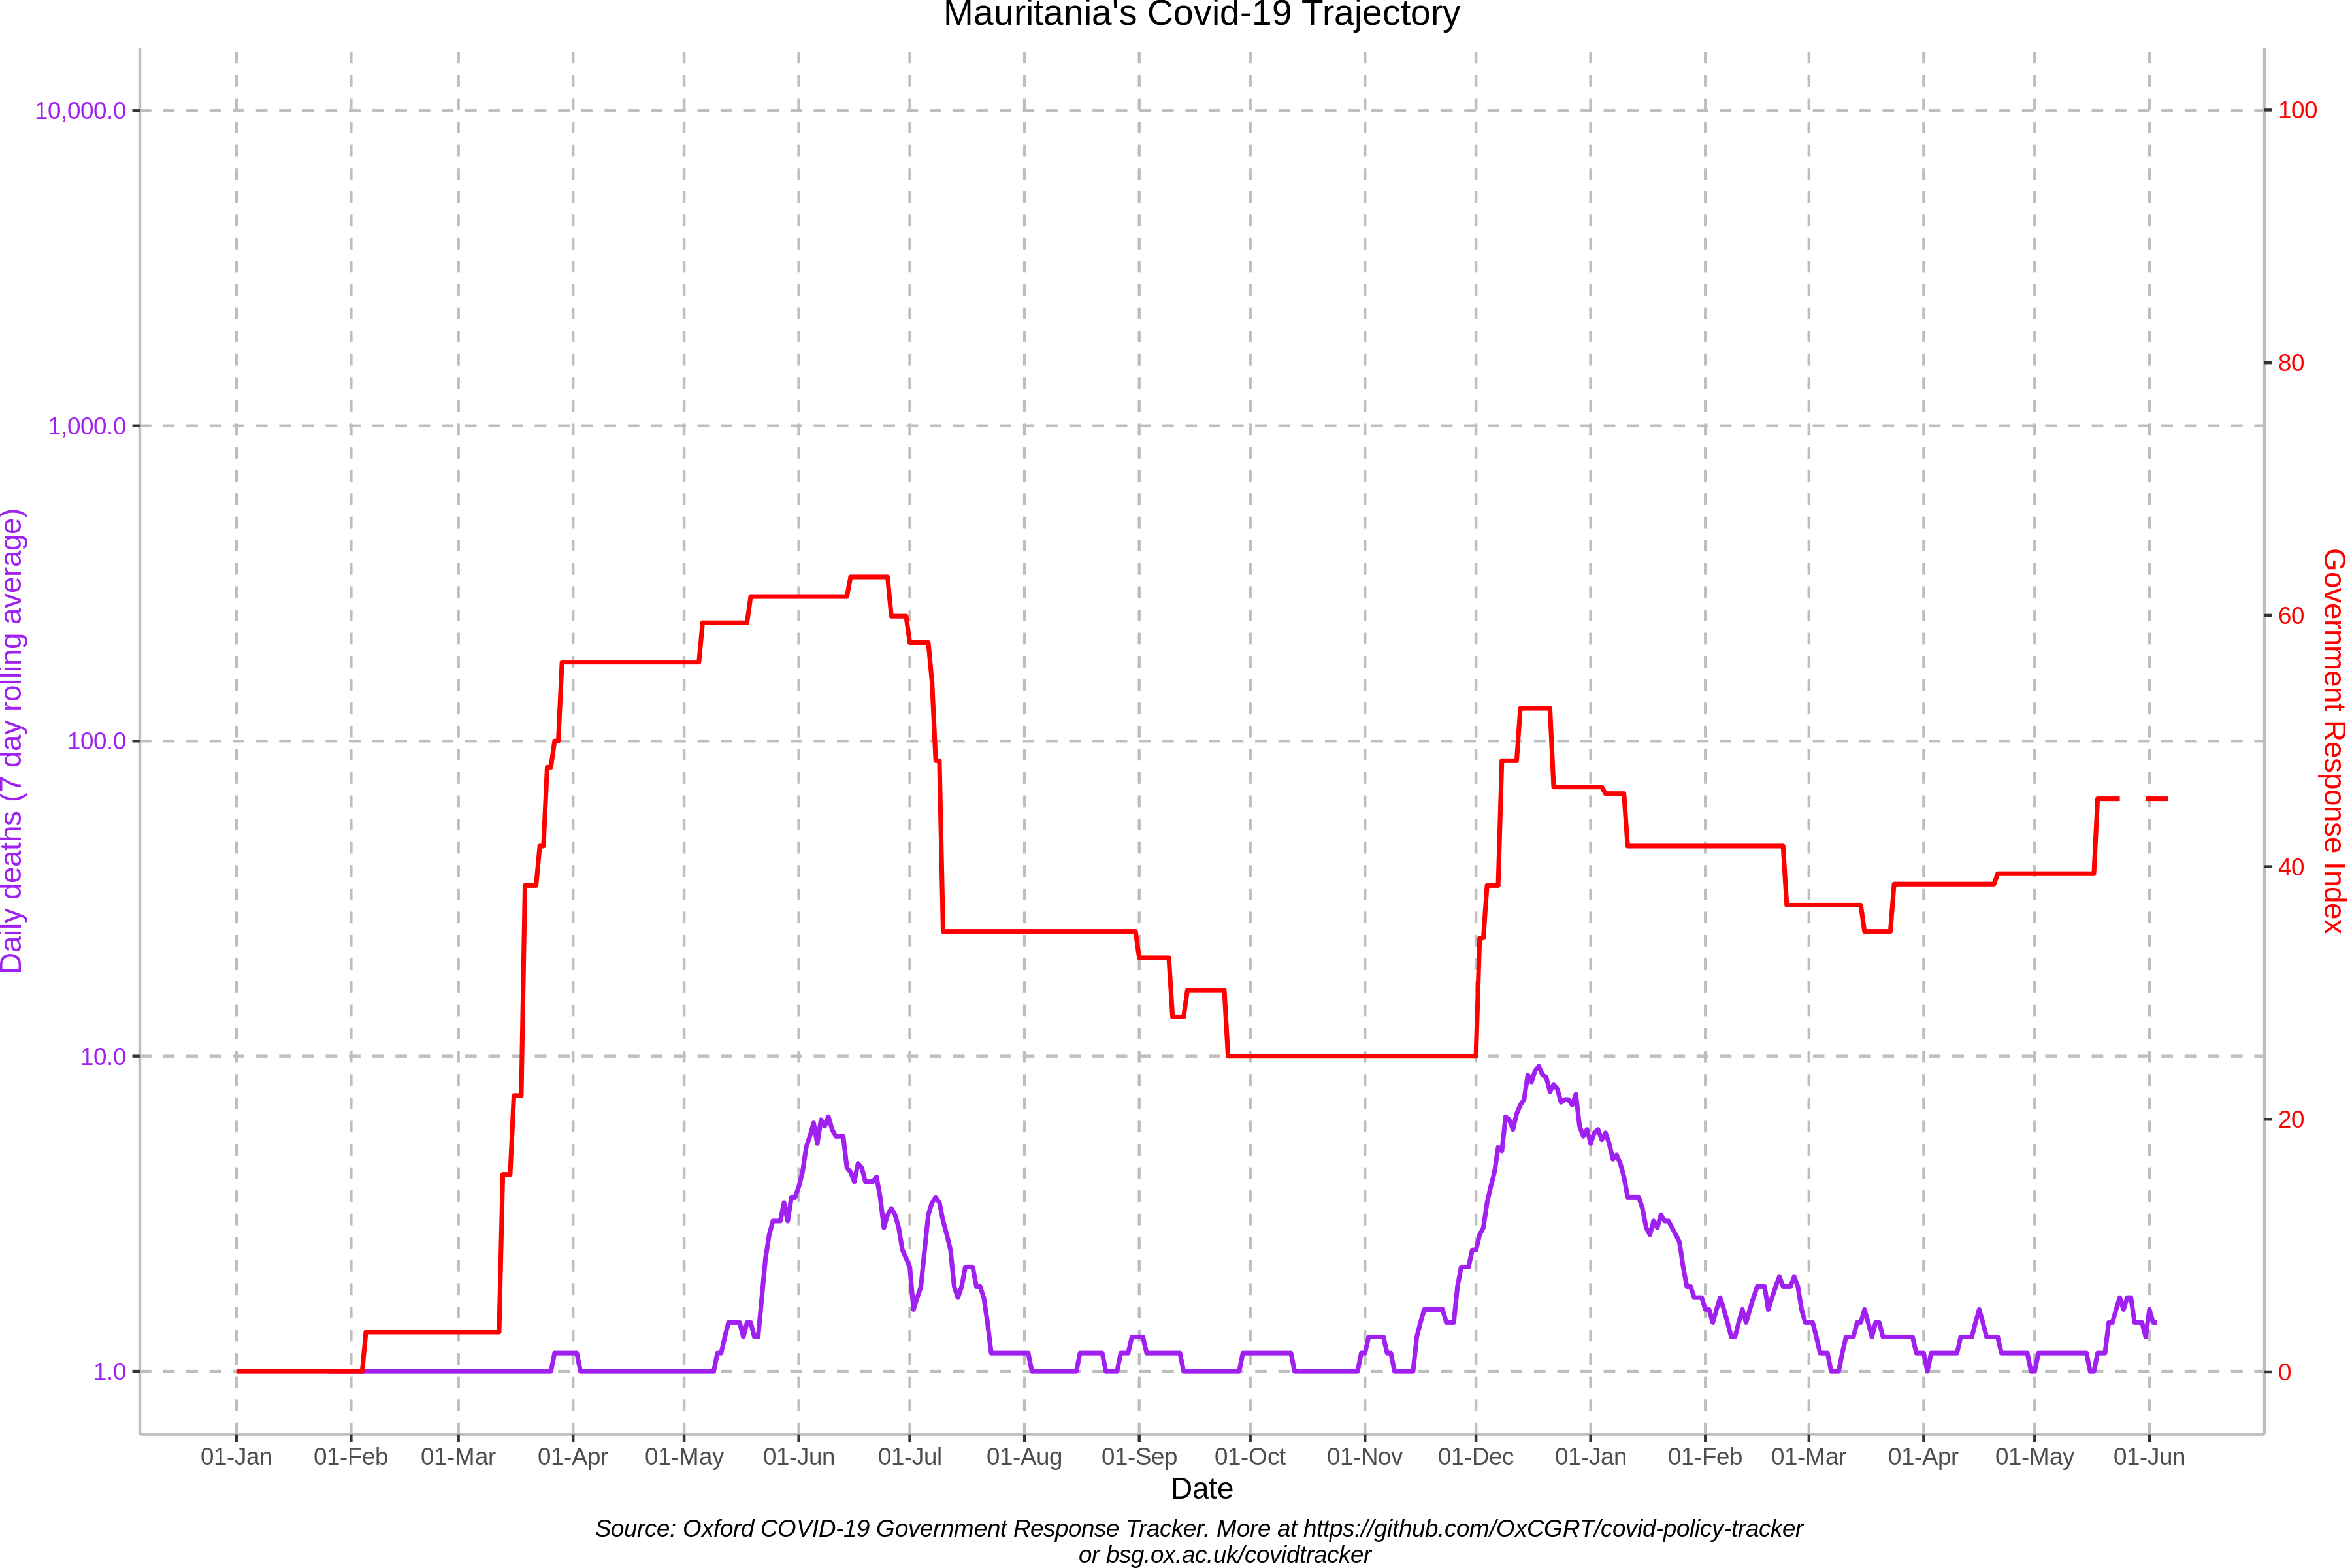 Mauritania's Covid-19 Trajectory
Daily deaths (7 day rolling average)
10,000.0
1,000.0
100.0
10.0
1.0
100
80
60
40
20
0
Government Response Index
01-Jan 01-Feb 01-Mar 01-Apr 01-May 01-Jun 01-Jul 01-Aug 01-Sep 01-Oct 01-Nov 01-Dec 01-Jan 01-Feb 01-Mar 01-Apr 01-May 01-Jun
Date
Source: Oxford COVID-19 Government Response Tracker. More at https://github.com/OxCGRT/covid-policy-tracker
or bsg.ox.ac.uk/covidtracker